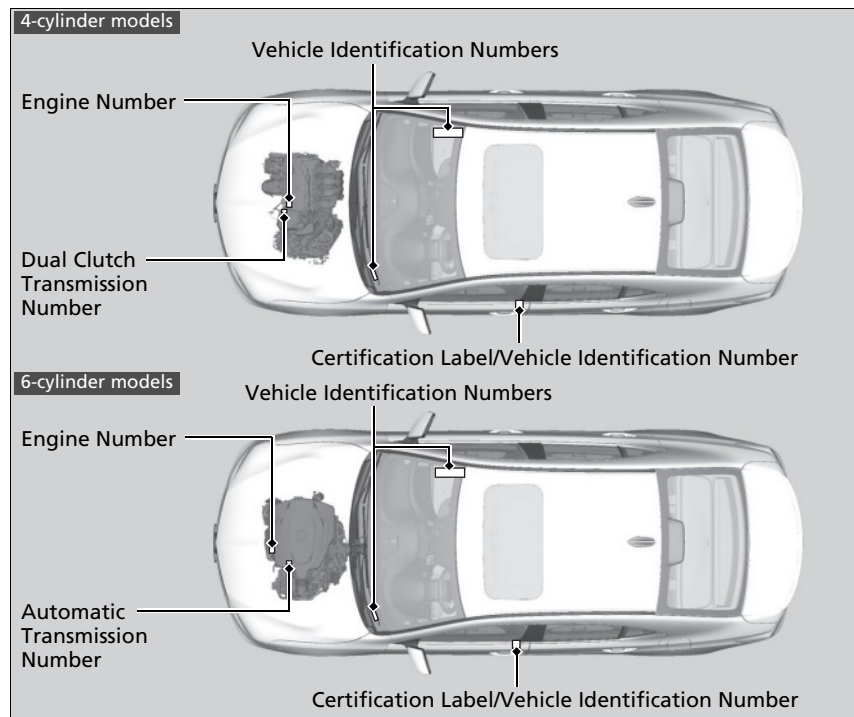 4-cylinder models
Vehicle Identification Numbers
Engine Number
Dual Clutch
Transmission
Number
Certification Label/Vehicle Identification Number
6-cylinder models
Vehicle Identification Numbers
Engine Number
Automatic
Transmission
Number
Certification Label/Vehicle Identification Number